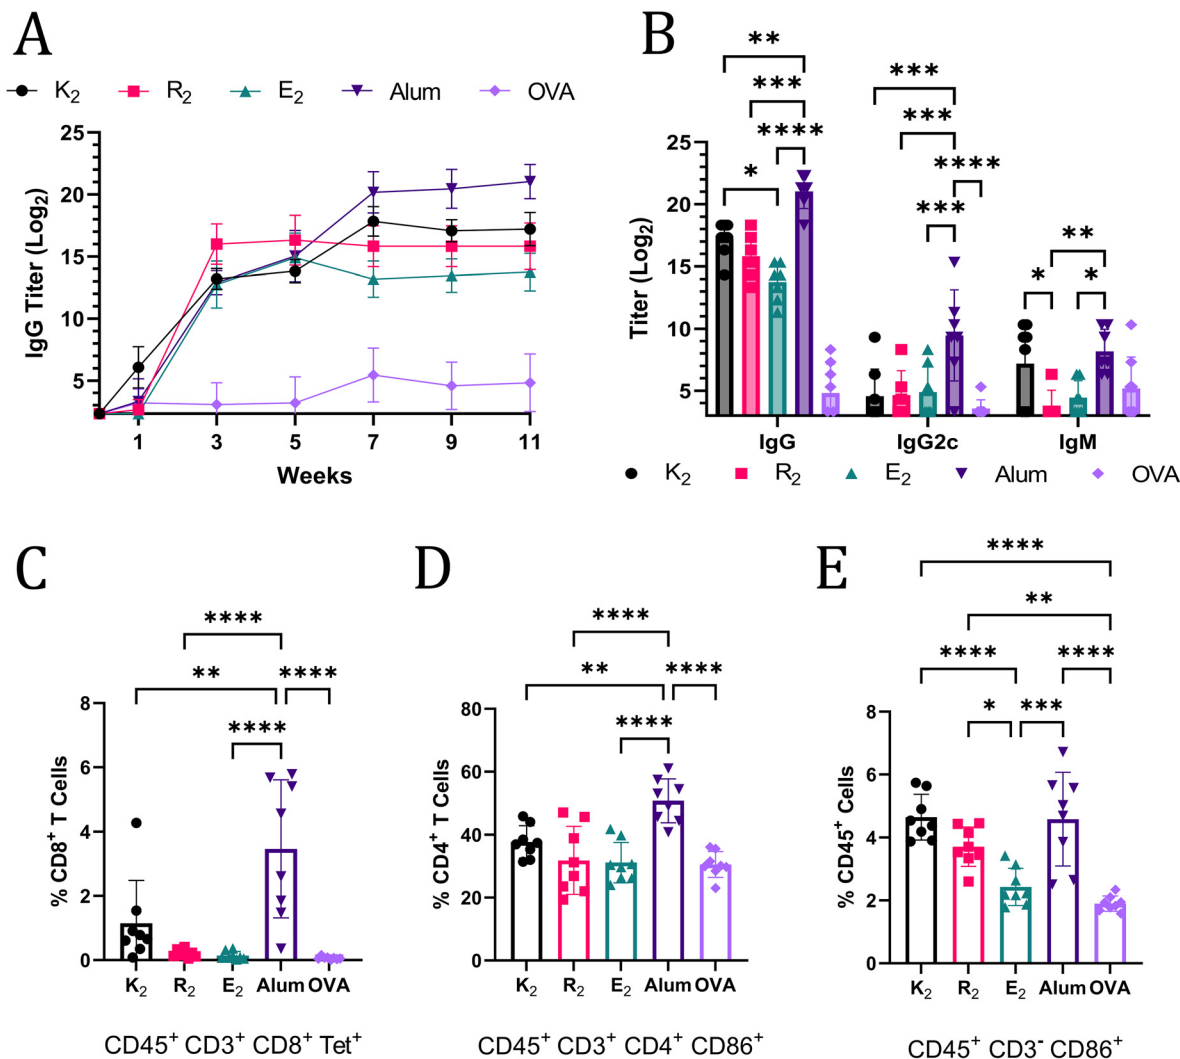 A
K2 R2 E2 Alum OVA
IgG Titer (Log2)
25
20
15
10
5
1 3 5 7 9 11
Weeks
B
**
***
****
*
***
***
****
***
**
*
*
Titer (Log2)
25
20
15
10
5
IgG IgG2c IgM
K2 R2 E2 Alum OVA
C
****
**
****
****
% CD8+ T Cells
8
6
4
2
0
K2 R2 E2 Alum OVA
CD45+ CD3+ CD8+ Tet+
D
****
**
****
****
% CD4+ T Cells
80
60
40
20
0
K2 R2 E2 Alum OVA
CD45+ CD3+ CD4+ CD86+
E
****
**
****
****
*
***
% CD45+ Cells
8
6
4
2
0
K2 R2 E2 Alum OVA
CD45+ CD3- CD86+